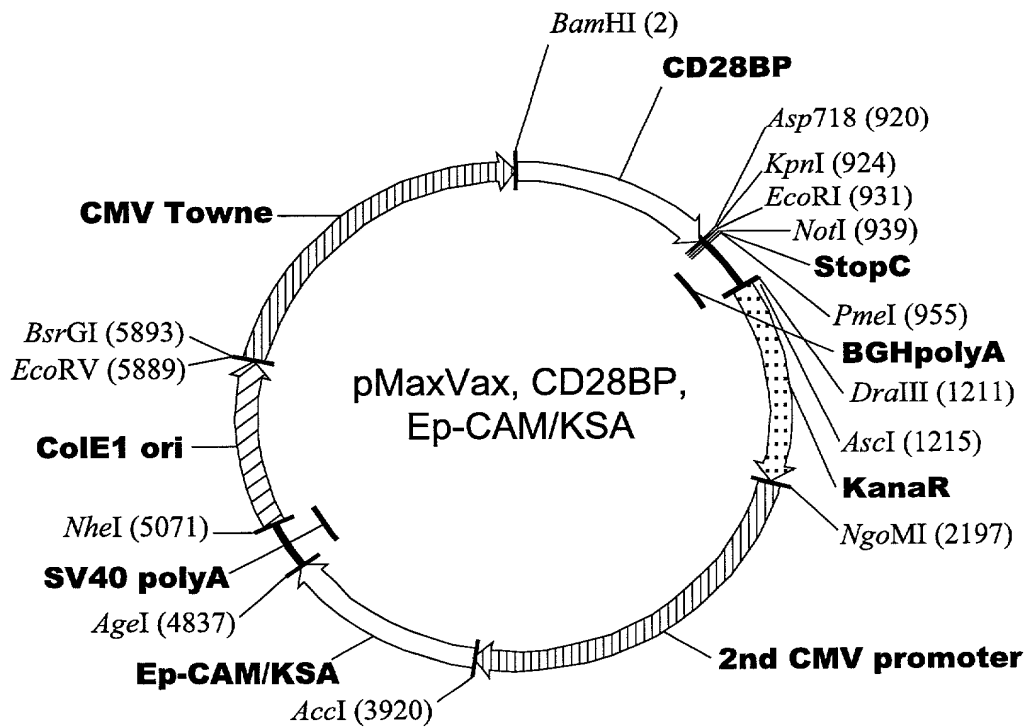 BamHI (2)
CD28BP
Asp718 (920)
KpnI (924)
EcoRI (931)
NotI (939)
StopC
PmeI (955)
BGHpolyA
DraIII (1211)
AscI (1215)
KanaR
NgoMI (2197)
2nd CMV promoter
AccI (3920)
Ep-CAM/KSA
AgeI (4837)
SV40 polyA
NheI (5071)
ColE1 ori
EcoRV (5889)
BsrGI (5893)
CMV Towne
pMaxVax, CD28BP,
Ep-CAM/KSA